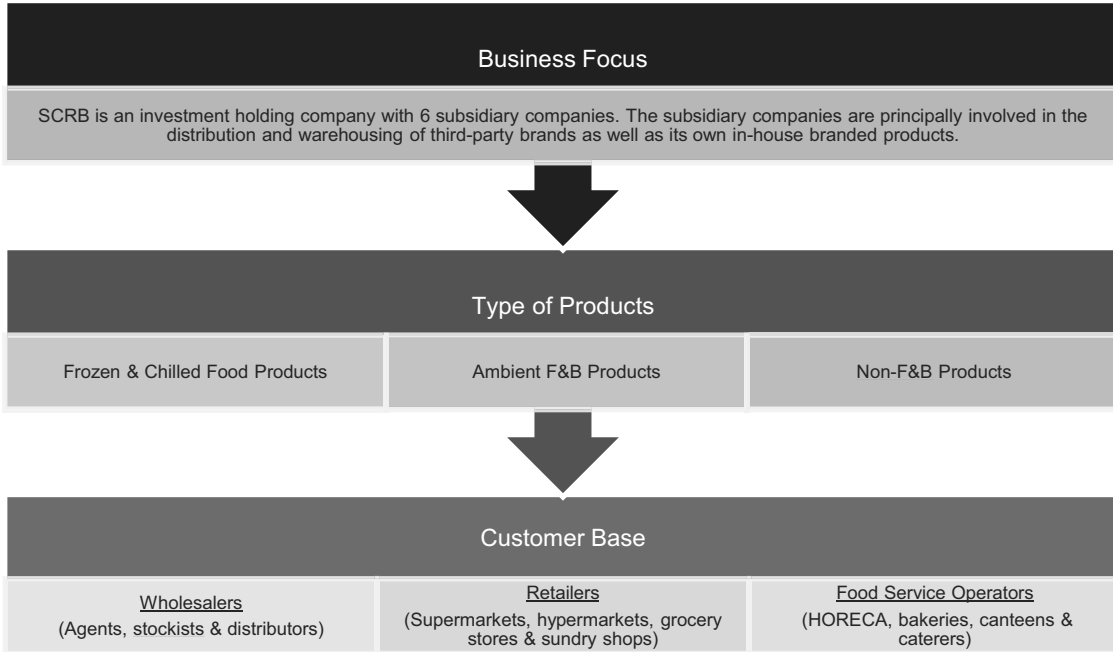 Business Focus
SCRB is an investment holding company with 6 subsidiary companies. The subsidiary companies are principally involved in the
distribution and warehousing of third-party brands as well as its own in-house branded products.
Type of Products
Frozen & Chilled Food Products
Ambient F&B Products
Non-F&B Products
Customer Base
Wholesalers
(Agents, stockists & distributors)
Retailers
(Supermarkets, hypermarkets, grocery
stores & sundry shops)
Food Service Operators
(HORECA, bakeries, canteens &
caterers)